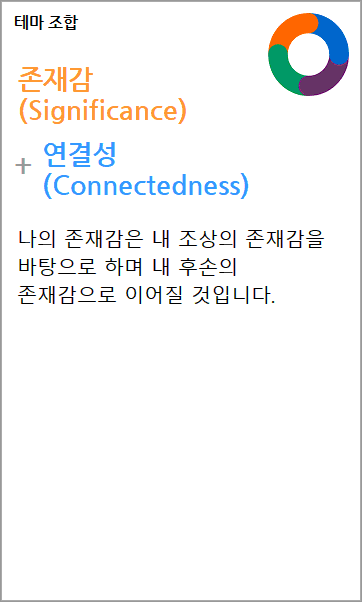 테마 조합
존재감
(Significance)
+ 연결성
(Connectedness)
나의 존재감은 내 조상의 존재감을
바탕으로 하며 내 후손의
존재감으로 이어질 것입니다.